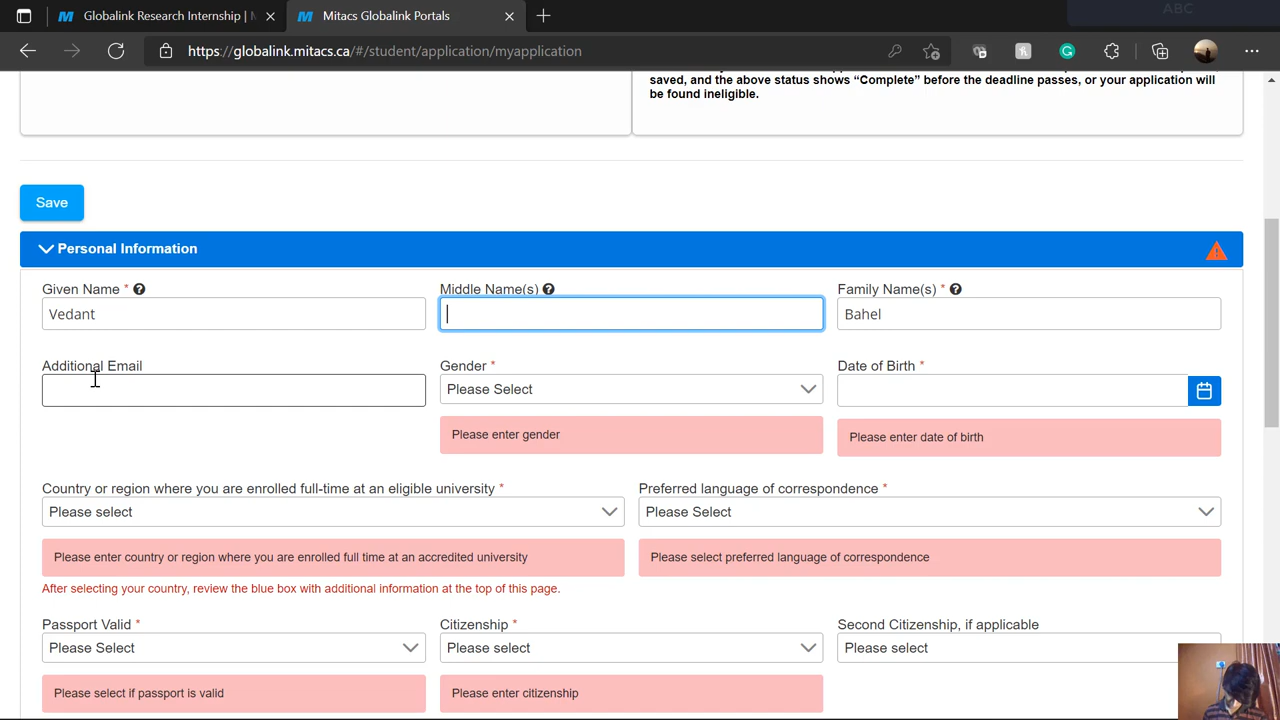 ABC
Globalink Research Internship | M
Mitacs Globalink Portals
https://globalink.mitacs.ca/#/student/application/myapplication
saved, and the above status shows “Complete” before the deadline passes, or your application will
be found ineligible.
Save
Personal Information
Given Name * ?
Middle Name(s) ?
Family Name(s) * ?
Vedant
Bahel
Additional Email
Gender *
Date of Birth *
Please Select
Please enter gender
Please enter date of birth
Country or region where you are enrolled full-time at an eligible university *
Preferred language of correspondence *
Please select
Please Select
Please enter country or region where you are enrolled full time at an accredited university
Please select preferred language of correspondence
After selecting your country, review the blue box with additional information at the top of this page.
Passport Valid *
Citizenship *
Second Citizenship, if applicable
Please Select
Please select
Please select
Please select if passport is valid
Please enter citizenship